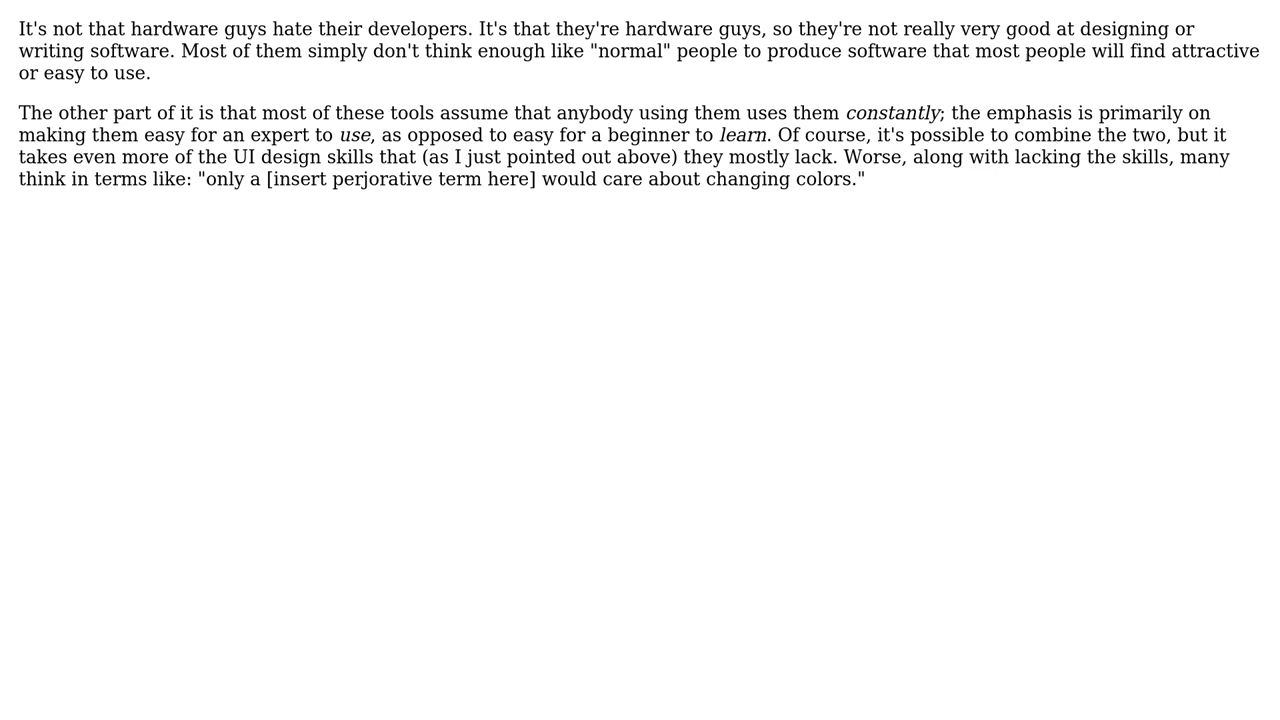 It's not that hardware guys hate their developers. It's that they're hardware guys, so they're not really very good at designing or
writing software. Most of them simply don't think enough like "normal" people to produce software that most people will find attractive
or easy to use.
The other part of it is that most of these tools assume that anybody using them uses them constantly; the emphasis is primarily on
making them easy for an expert to use, as opposed to easy for a beginner to learn. Of course, it's possible to combine the two, but it
takes even more of the UI design skills that (as I just pointed out above) they mostly lack. Worse, along with lacking the skills, many
think in terms like: "only a [insert perjorative term here] would care about changing colors."